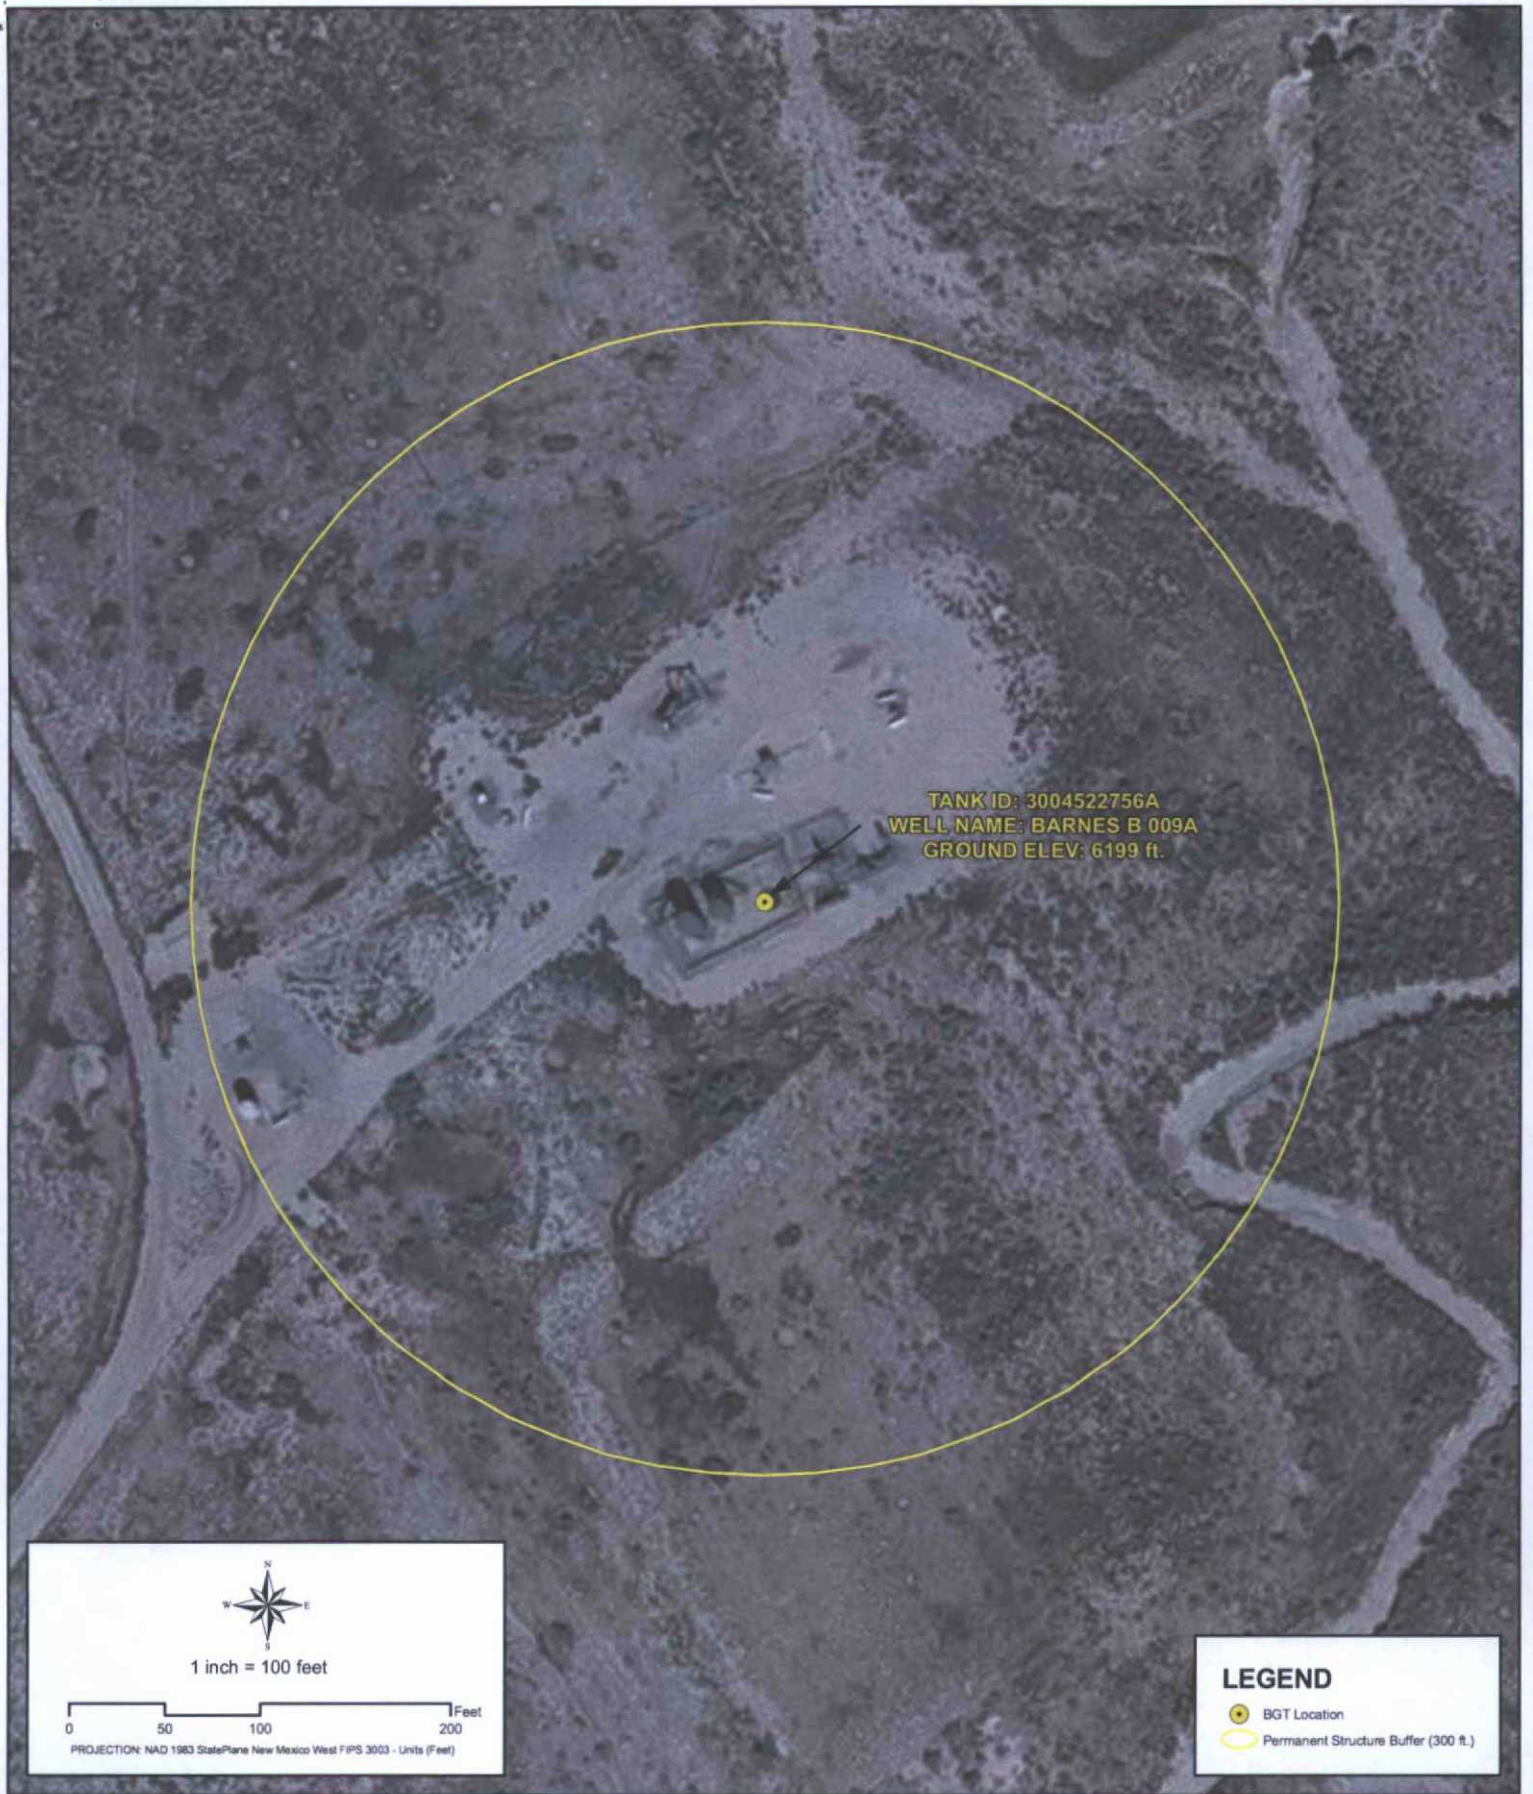 TANK ID: 3004522756A
WELL NAME: BARNES B 009A
GROUND ELEV: 6199 ft.
N
W E
S
1 inch = 100 feet
Feet
0 50 100 200
PROJECTION: NAD 1983 StatePlane New Mexico West FIPS 3003 - Units (Feet)
LEGEND
BGT Location
Permanent Structure Buffer (300 ft.)